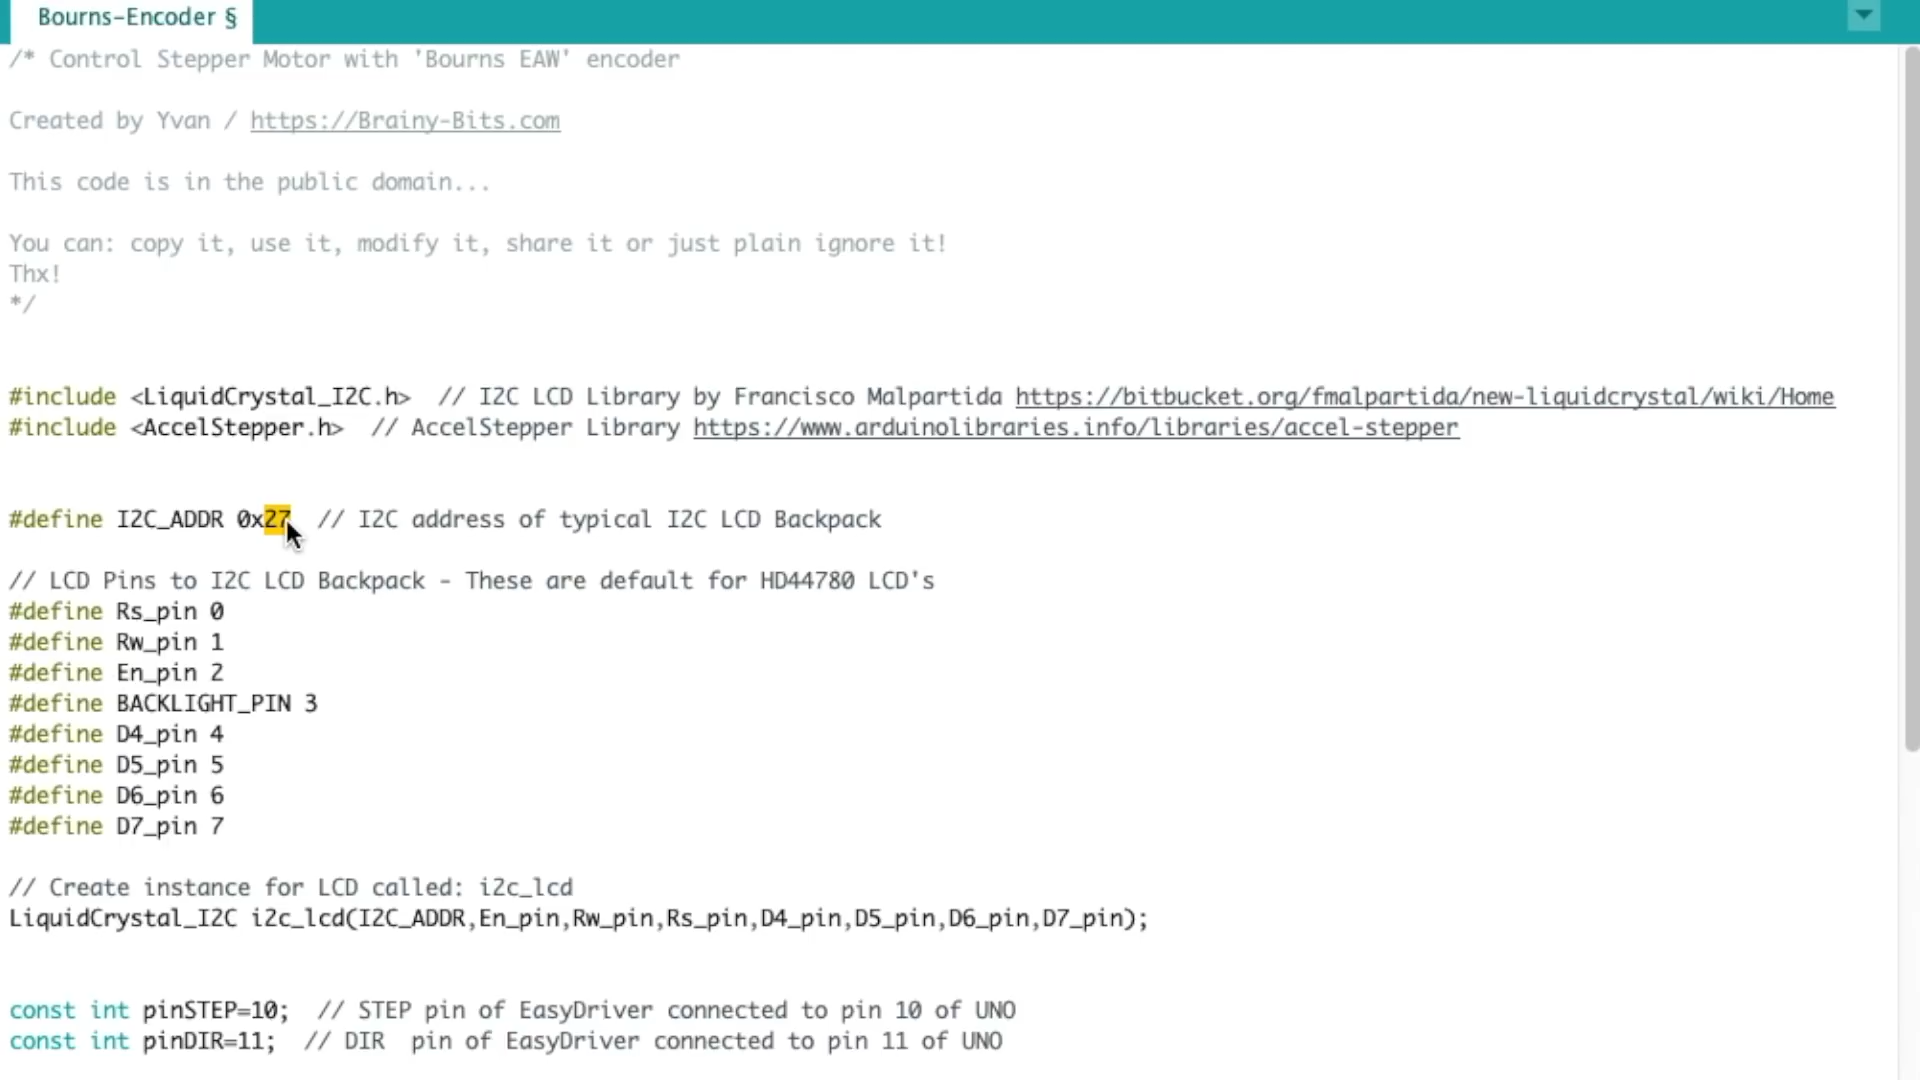 Bourns-Encoder §
/* Control Stepper Motor with 'Bourns EAW' encoder
Created by Yvan / https://Brainy-Bits.com
This code is in the public domain...
You can: copy it, use it, modify it, share it or just plain ignore it!
Thx!
*/
#include <LiquidCrystal_I2C.h>  // I2C LCD Library by Francisco Malpartida https://bitbucket.org/fmalpartida/new-liquidcrystal/wiki/Home
#include <AccelStepper.h>  // AccelStepper Library https://www.arduinolibraries.info/libraries/accel-stepper
#define I2C_ADDR 0x27  // I2C address of typical I2C LCD Backpack
// LCD Pins to I2C LCD Backpack - These are default for HD44780 LCD's
#define Rs_pin 0
#define Rw_pin 1
#define En_pin 2
#define BACKLIGHT_PIN 3
#define D4_pin 4
#define D5_pin 5
#define D6_pin 6
#define D7_pin 7
// Create instance for LCD called: i2c_lcd
LiquidCrystal_I2C i2c_lcd(I2C_ADDR,En_pin,Rw_pin,Rs_pin,D4_pin,D5_pin,D6_pin,D7_pin);
const int pinSTEP=10;  // STEP pin of EasyDriver connected to pin 10 of UNO
const int pinDIR=11;  // DIR  pin of EasyDriver connected to pin 11 of UNO